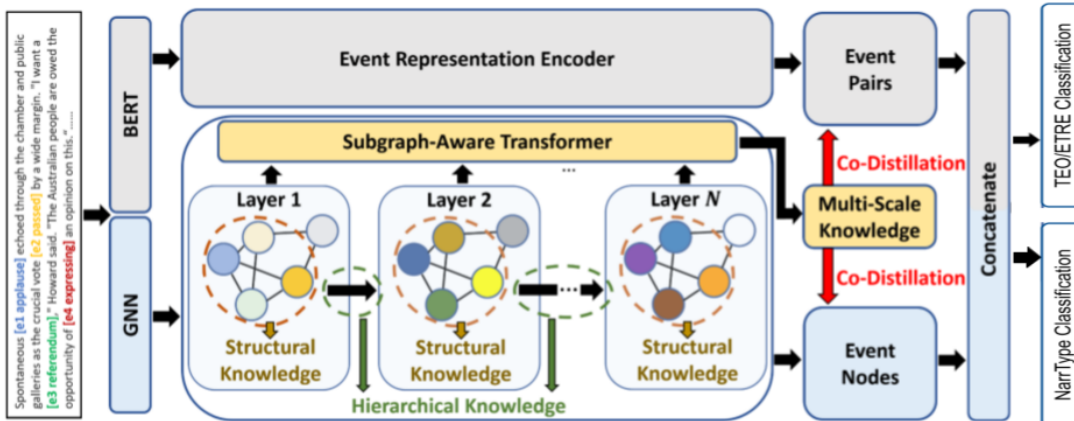 Spontaneous [e1 applause] echoed through the chamber and public
galleries as the crucial vote [e2 passed] by a wide margin. "I want a
[e3 referendum]," Howard said. "The Australian people are owed the
opportunity of [e4 expressing] an opinion on this."......
BERT
GNN
Event Representation Encoder
Subgraph-Aware Transformer
...
Layer 1
Layer 2
Layer N
Structural
Knowledge
Structural
Knowledge
Structural
Knowledge
Hierarchical Knowledge
Event
Pairs
Co-Distillation
Multi-Scale
Knowledge
Co-Distillation
Event
Nodes
Concatenate
TEO/ETRE Classification
NarrType Classification